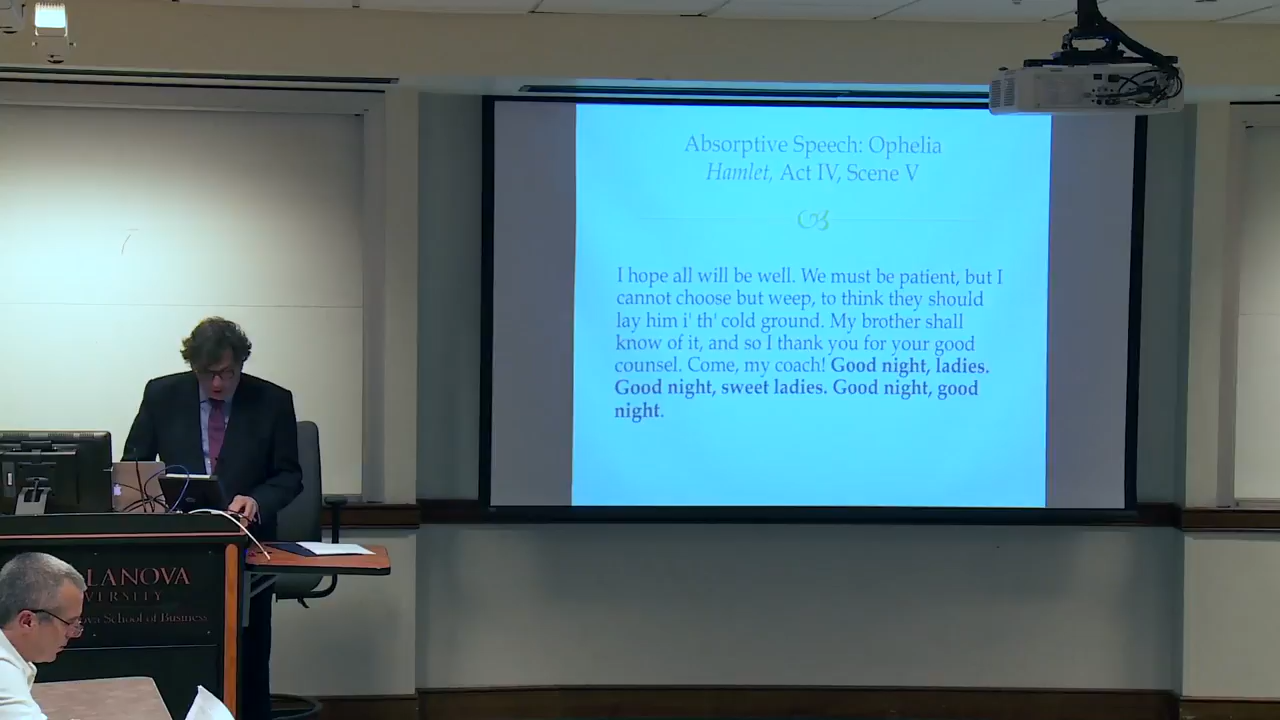 Absorptive Speech: Ophelia
Hamlet, Act IV, Scene V
I hope all will be well. We must be patient, but I
cannot choose but weep, to think they should
lay him i' th' cold ground. My brother shall
know of it, and so I thank you for your good
counsel. Come, my coach! Good night, ladies.
Good night, sweet ladies. Good night, good
night.
LANOVA
VERSITY
ova School of Business